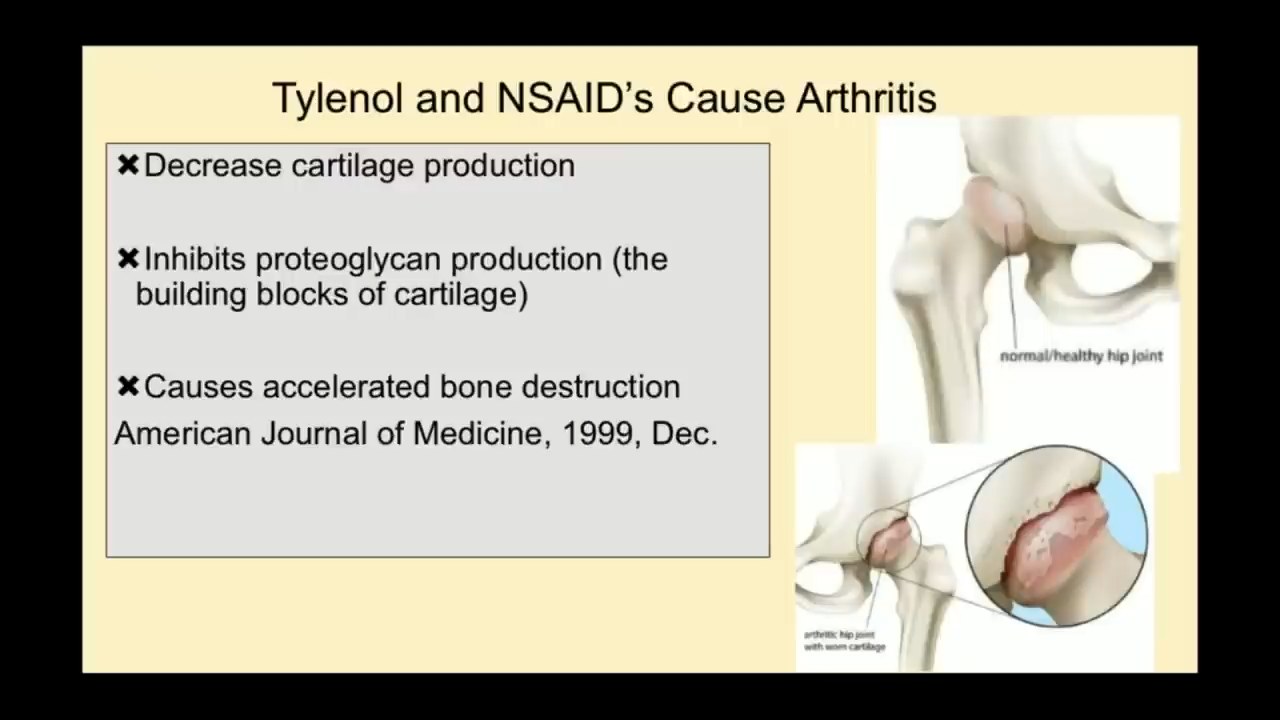 Tylenol and NSAID’s Cause Arthritis
✖Decrease cartilage production
✖Inhibits proteoglycan production (the
building blocks of cartilage)
✖Causes accelerated bone destruction
American Journal of Medicine, 1999, Dec.
normal/healthy hip joint
arthritic hip joint
with worn cartilage